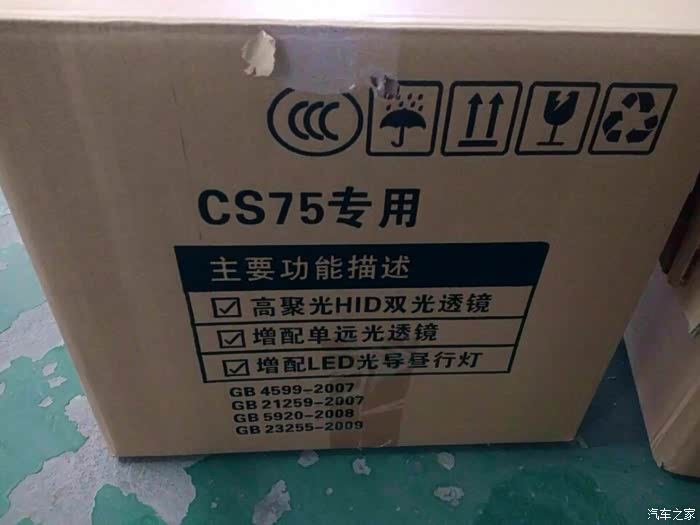 CCC
CS75专用
主要功能描述
☑ 高聚光HID双光透镜
☑ 增配单远光透镜
☑ 增配LED光导昼行灯
GB 4599-2007
GB 21259-2007
GB 5920-2008
GB 23255-2009
汽车之家